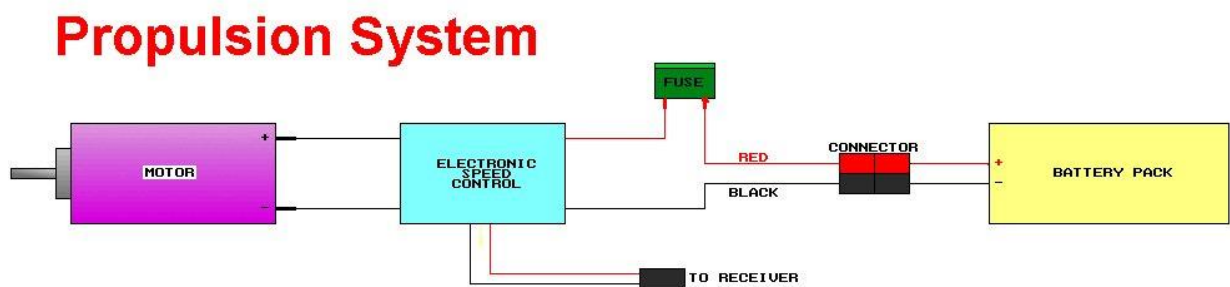 Propulsion System
FUSE
+
MOTOR
−
ELECTRONIC
SPEED
CONTROL
RED
BLACK
CONNECTOR
+
−
BATTERY PACK
TO RECEIVER